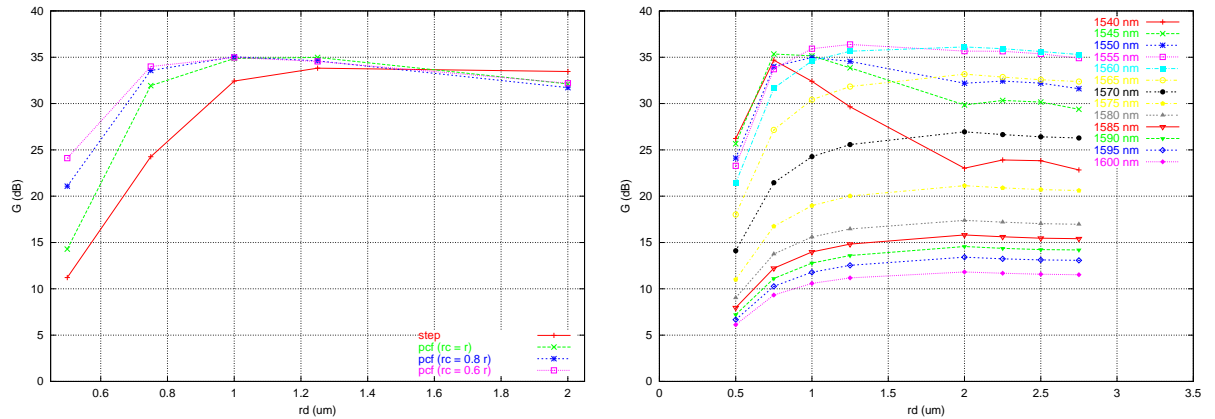 40
35
30
25
20
15
10
5
0
G (dB)
0.6
0.8
1
1.2
1.4
1.6
1.8
2
rd (um)
step
pcf (rc = r)
pcf (rc = 0.8 r)
pcf (rc = 0.6 r)
40
35
30
25
20
15
10
5
0
G (dB)
0
0.5
1.0
1.5
2.0
2.5
3
3.5
rd (um)
1540 nm
1545 nm
1550 nm
1555 nm
1560 nm
1565 nm
1570 nm
1575 nm
1580 nm
1585 nm
1590 nm
1595 nm
1600 nm